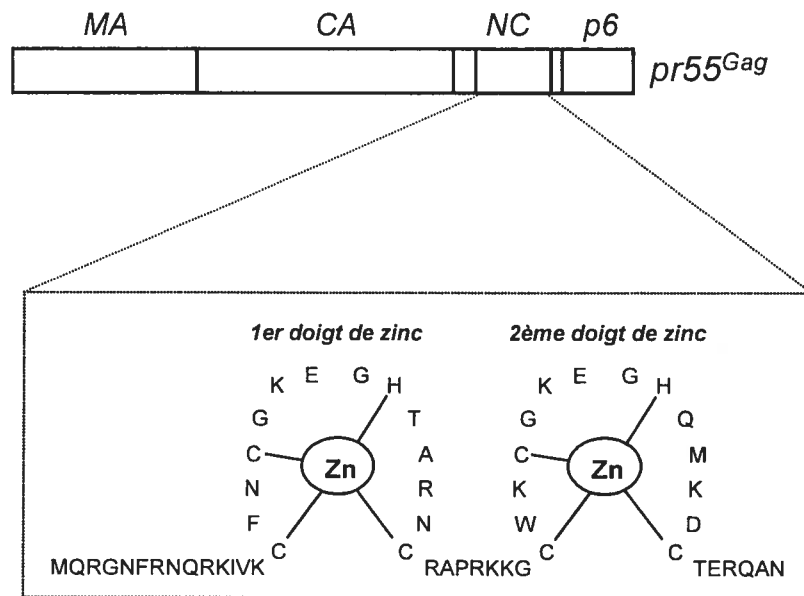 MA CA NC p6
pr55Gag
1er doigt de zinc 2ème doigt de zinc
K E G H K E G H
G T G Q
C Zn A C Zn M
N R K K
F N W D
C C C C
MQRGNFRNQRKIVK RAPRKKG TERQAN